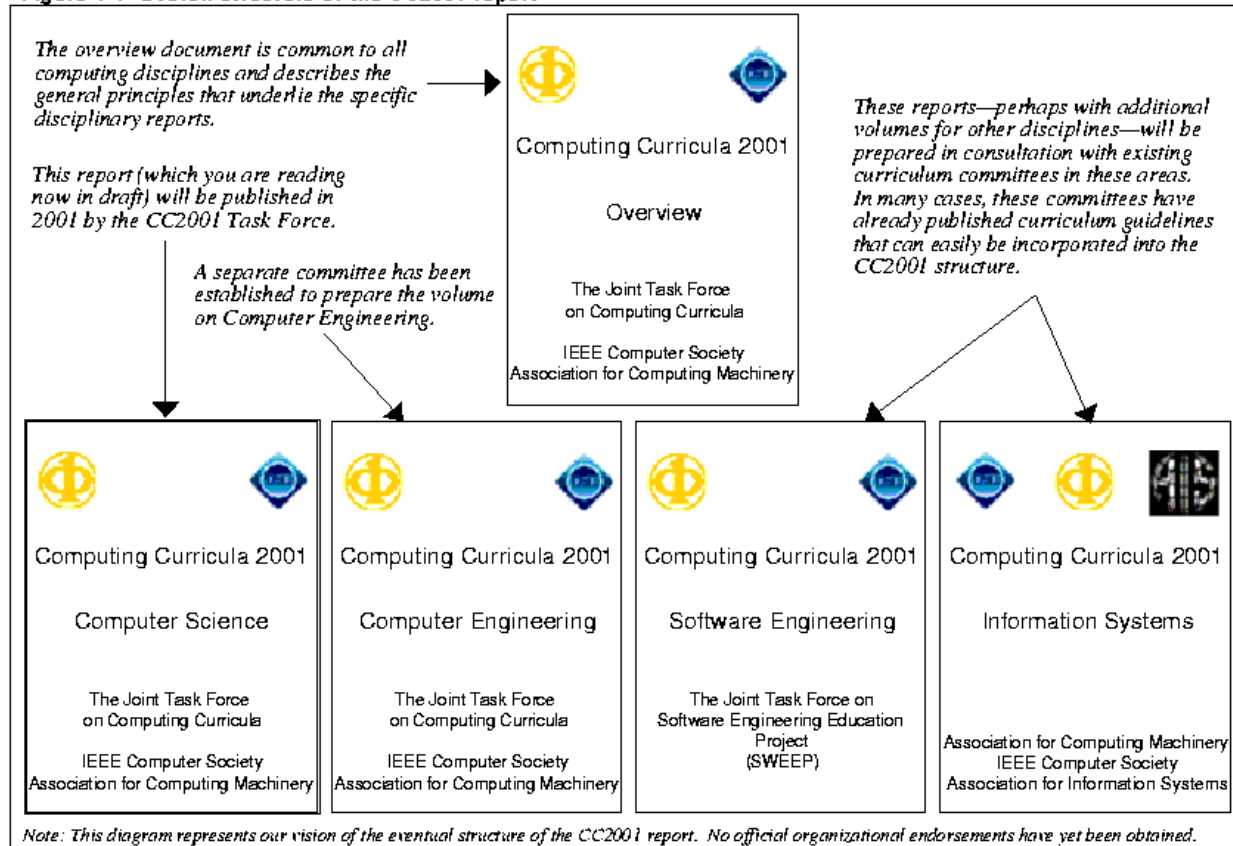 The overview document is common to all
computing disciplines and describes the
general principles that underlie the specific
disciplinary reports.
This report (which you are reading
now in draft) will be published in
2001 by the CC2001 Task Force.
A separate committee has been
established to prepare the volume
on Computer Engineering.
Computing Curricula 2001
Overview
The Joint Task Force
on Computing Curricula
IEEE Computer Society
Association for Computing Machinery
These reports—perhaps with additional
volumes for other disciplines—will be
prepared in consultation with existing
curriculum committees in these areas.
In many cases, these committees have
already published curriculum guidelines
that can easily be incorporated into the
CC2001 structure.
Computing Curricula 2001
Computer Science
The Joint Task Force
on Computing Curricula
IEEE Computer Society
Association for Computing Machinery
Computing Curricula 2001
Computer Engineering
The Joint Task Force
on Computing Curricula
IEEE Computer Society
Association for Computing Machinery
Computing Curricula 2001
Software Engineering
The Joint Task Force on
Software Engineering Education
Project
(SWEEP)
Computing Curricula 2001
Information Systems
Association for Computing Machinery
IEEE Computer Society
Association for Information Systems
Note: This diagram represents our vision of the eventual structure of the CC2001 report. No official organizational endorsements have yet been obtained.